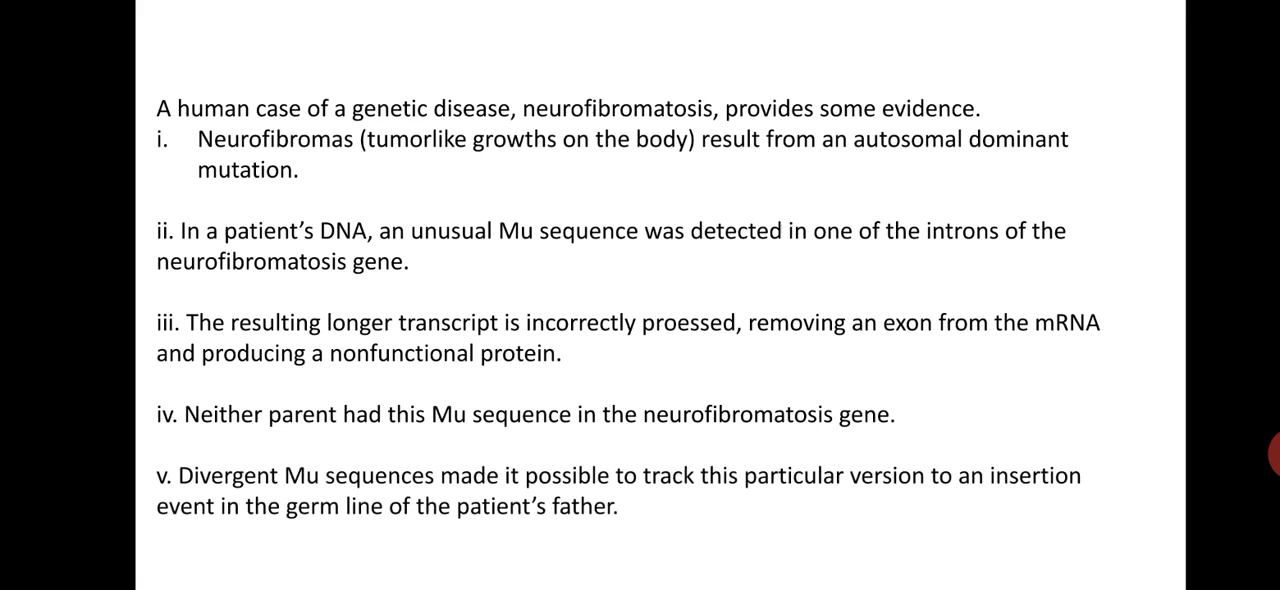 A human case of a genetic disease, neurofibromatosis, provides some evidence.
i. Neurofibromas (tumorlike growths on the body) result from an autosomal dominant
mutation.
ii. In a patient’s DNA, an unusual Mu sequence was detected in one of the introns of the
neurofibromatosis gene.
iii. The resulting longer transcript is incorrectly proessed, removing an exon from the mRNA
and producing a nonfunctional protein.
iv. Neither parent had this Mu sequence in the neurofibromatosis gene.
v. Divergent Mu sequences made it possible to track this particular version to an insertion
event in the germ line of the patient’s father.